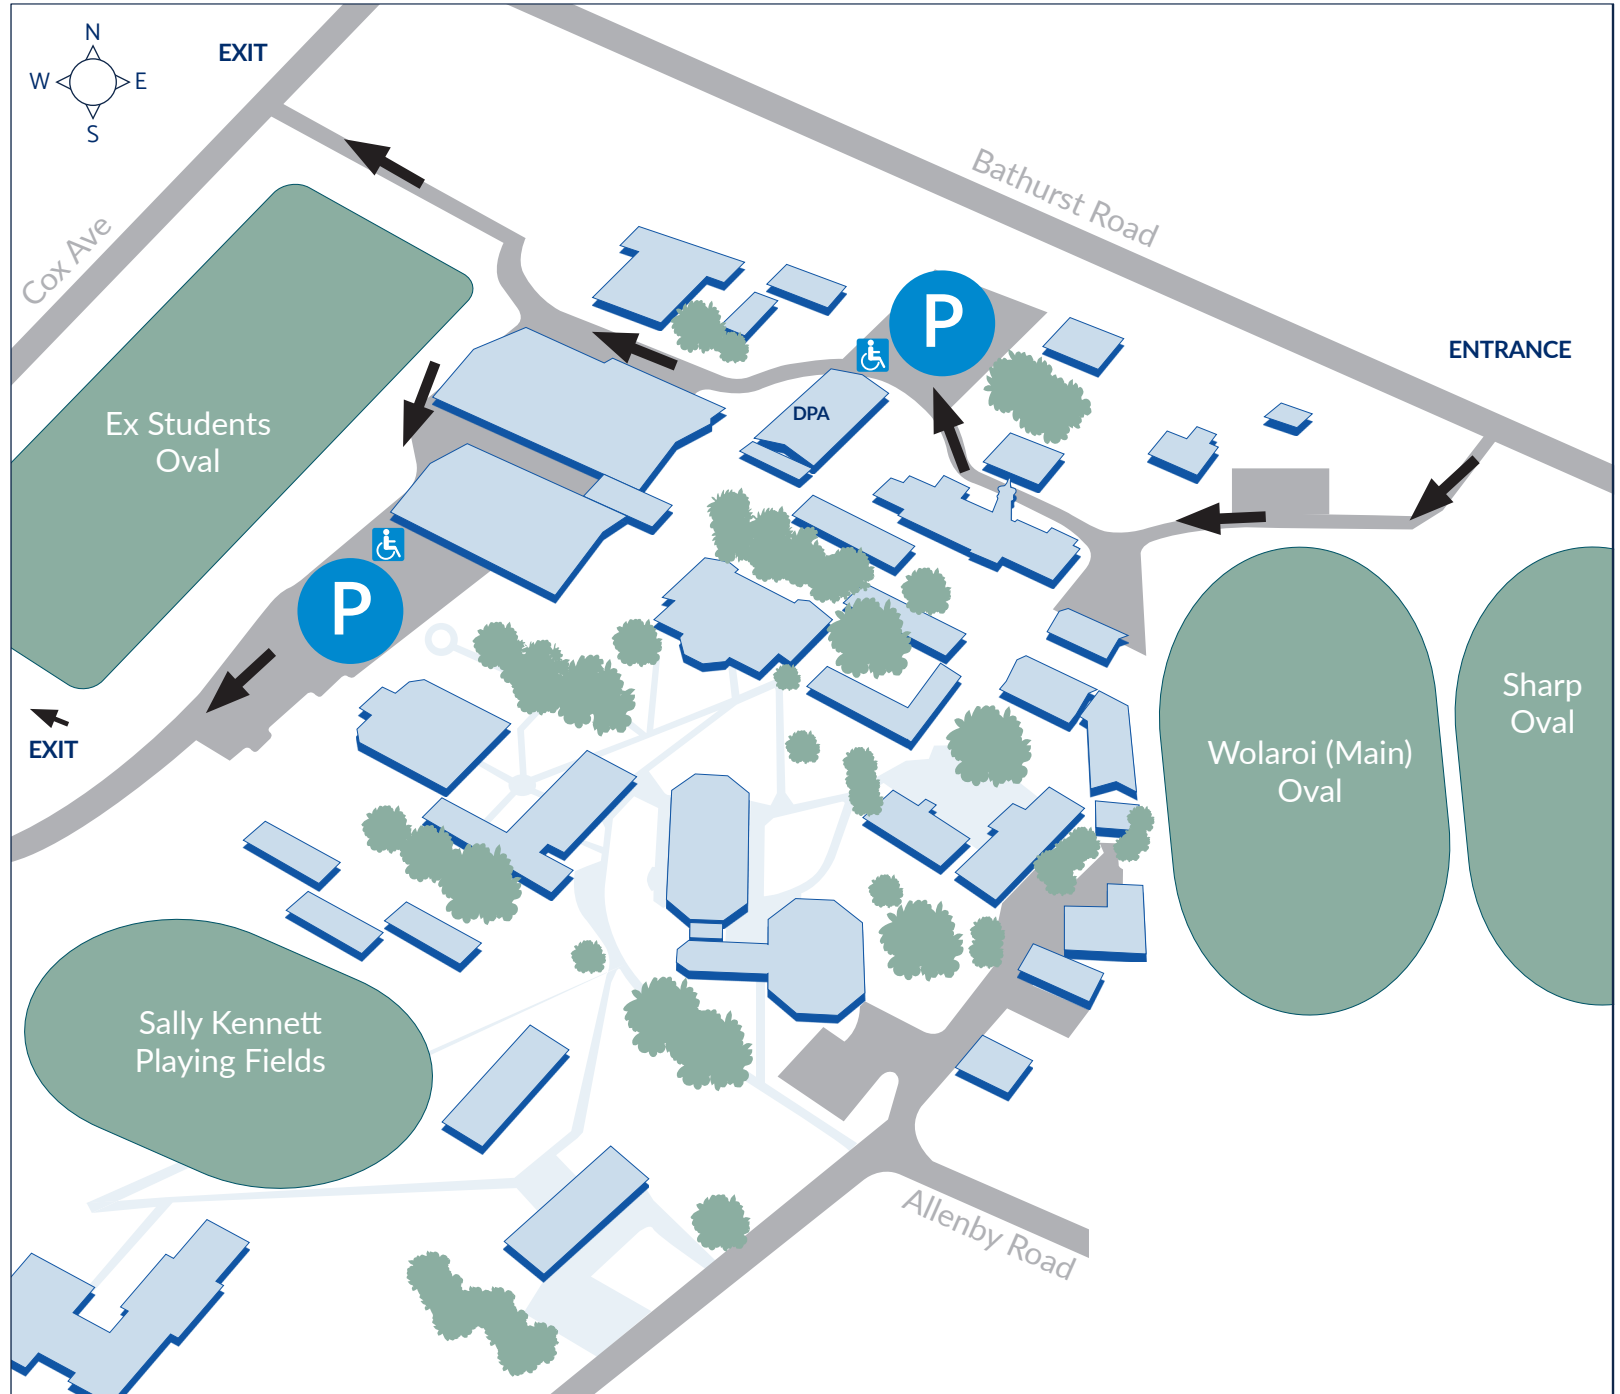 N
W
E
S
EXIT
Bathurst Road
Cox Ave
P
ENTRANCE
DPA
Ex Students
Oval
P
Sharp
Oval
EXIT
Wolaroi (Main)
Oval
Sally Kennett
Playing Fields
Allenby Road